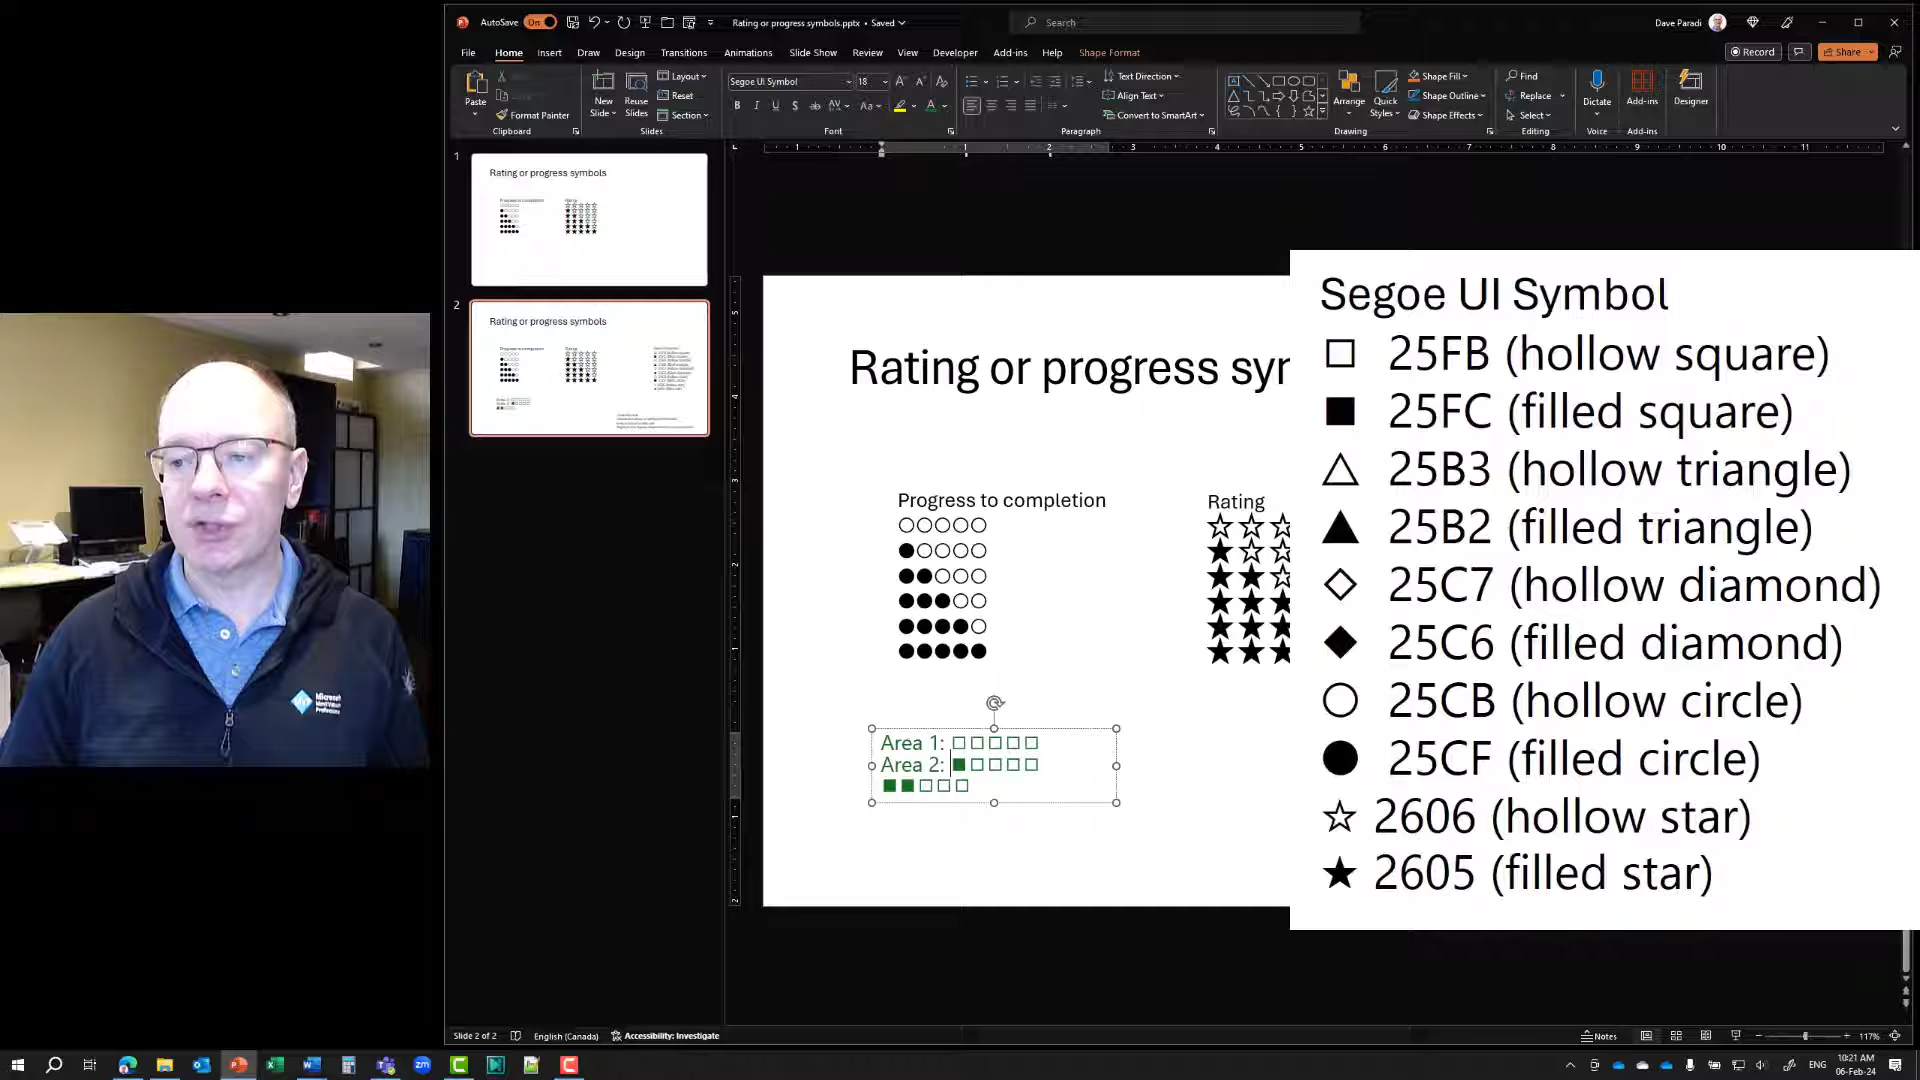 AutoSave On
Rating or progress symbols.pptx • Saved
Search
Dave Paradi
File Home Insert Draw Design Transitions Animations Slide Show Review View Developer Add-ins Help Shape Format
Record
Share
Paste
Format Painter
Clipboard
New Slide
Reuse Slides
Layout
Reset
Section
Slides
Segoe UI Symbol 18
Font
Text Direction
Align Text
Convert to SmartArt
Paragraph
Arrange
Quick Styles
Shape Fill
Shape Outline
Shape Effects
Drawing
Find
Replace
Select
Editing
Dictate
Voice
Add-ins
Add-ins
Designer
1
Rating or progress symbols
2
Rating or progress symbols
Rating or progress syr
Progress to completion
○○○○○
●○○○○
●●○○○
●●●○○
●●●●○
●●●●●
Rating
☆☆☆
★☆☆
★★☆
★★★
★★★
★★★
Area 1: □□□□□
Area 2: ■□□□□
■■□□□
Segoe UI Symbol
□ 25FB (hollow square)
■ 25FC (filled square)
△ 25B3 (hollow triangle)
▲ 25B2 (filled triangle)
◇ 25C7 (hollow diamond)
◆ 25C6 (filled diamond)
○ 25CB (hollow circle)
● 25CF (filled circle)
☆ 2606 (hollow star)
★ 2605 (filled star)
Slide 2 of 2 English (Canada) Accessibility: Investigate
Notes
117%
ENG
10:21 AM
06-Feb-24